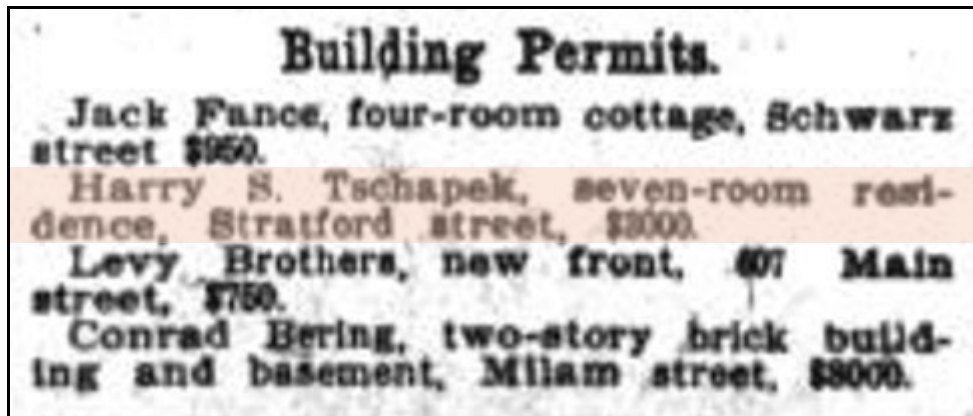 Building Permits.
Jack Fance, four-room cottage, Schwarz
street $950.
Harry S. Tschapek, seven-room resi-
dence, Stratford street, $3000.
Levy Brothers, new front, 607 Main
street, $750.
Conrad Bering, two-story brick build-
ing and basement, Milam street, $8000.